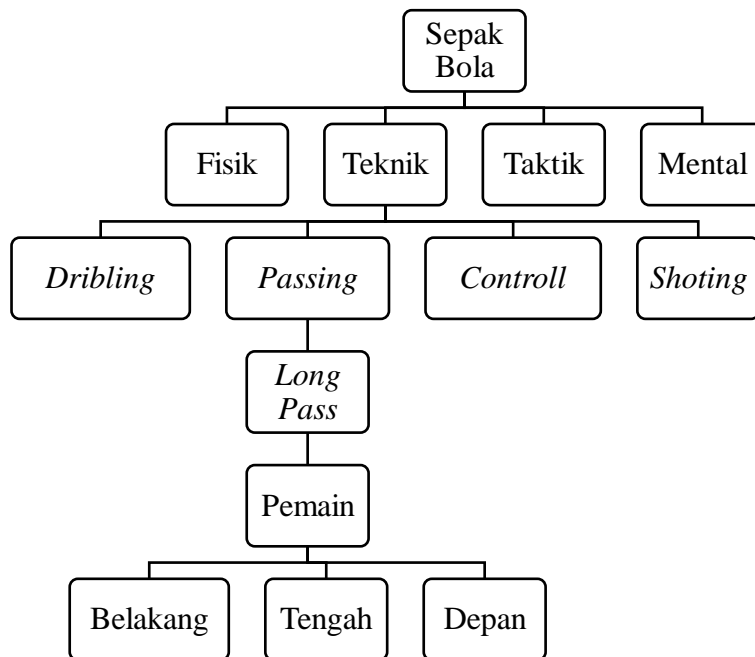 Sepak
Bola
Fisik
Teknik
Taktik
Mental
Dribling
Passing
Controll
Shoting
Long
Pass
Pemain
Belakang
Tengah
Depan